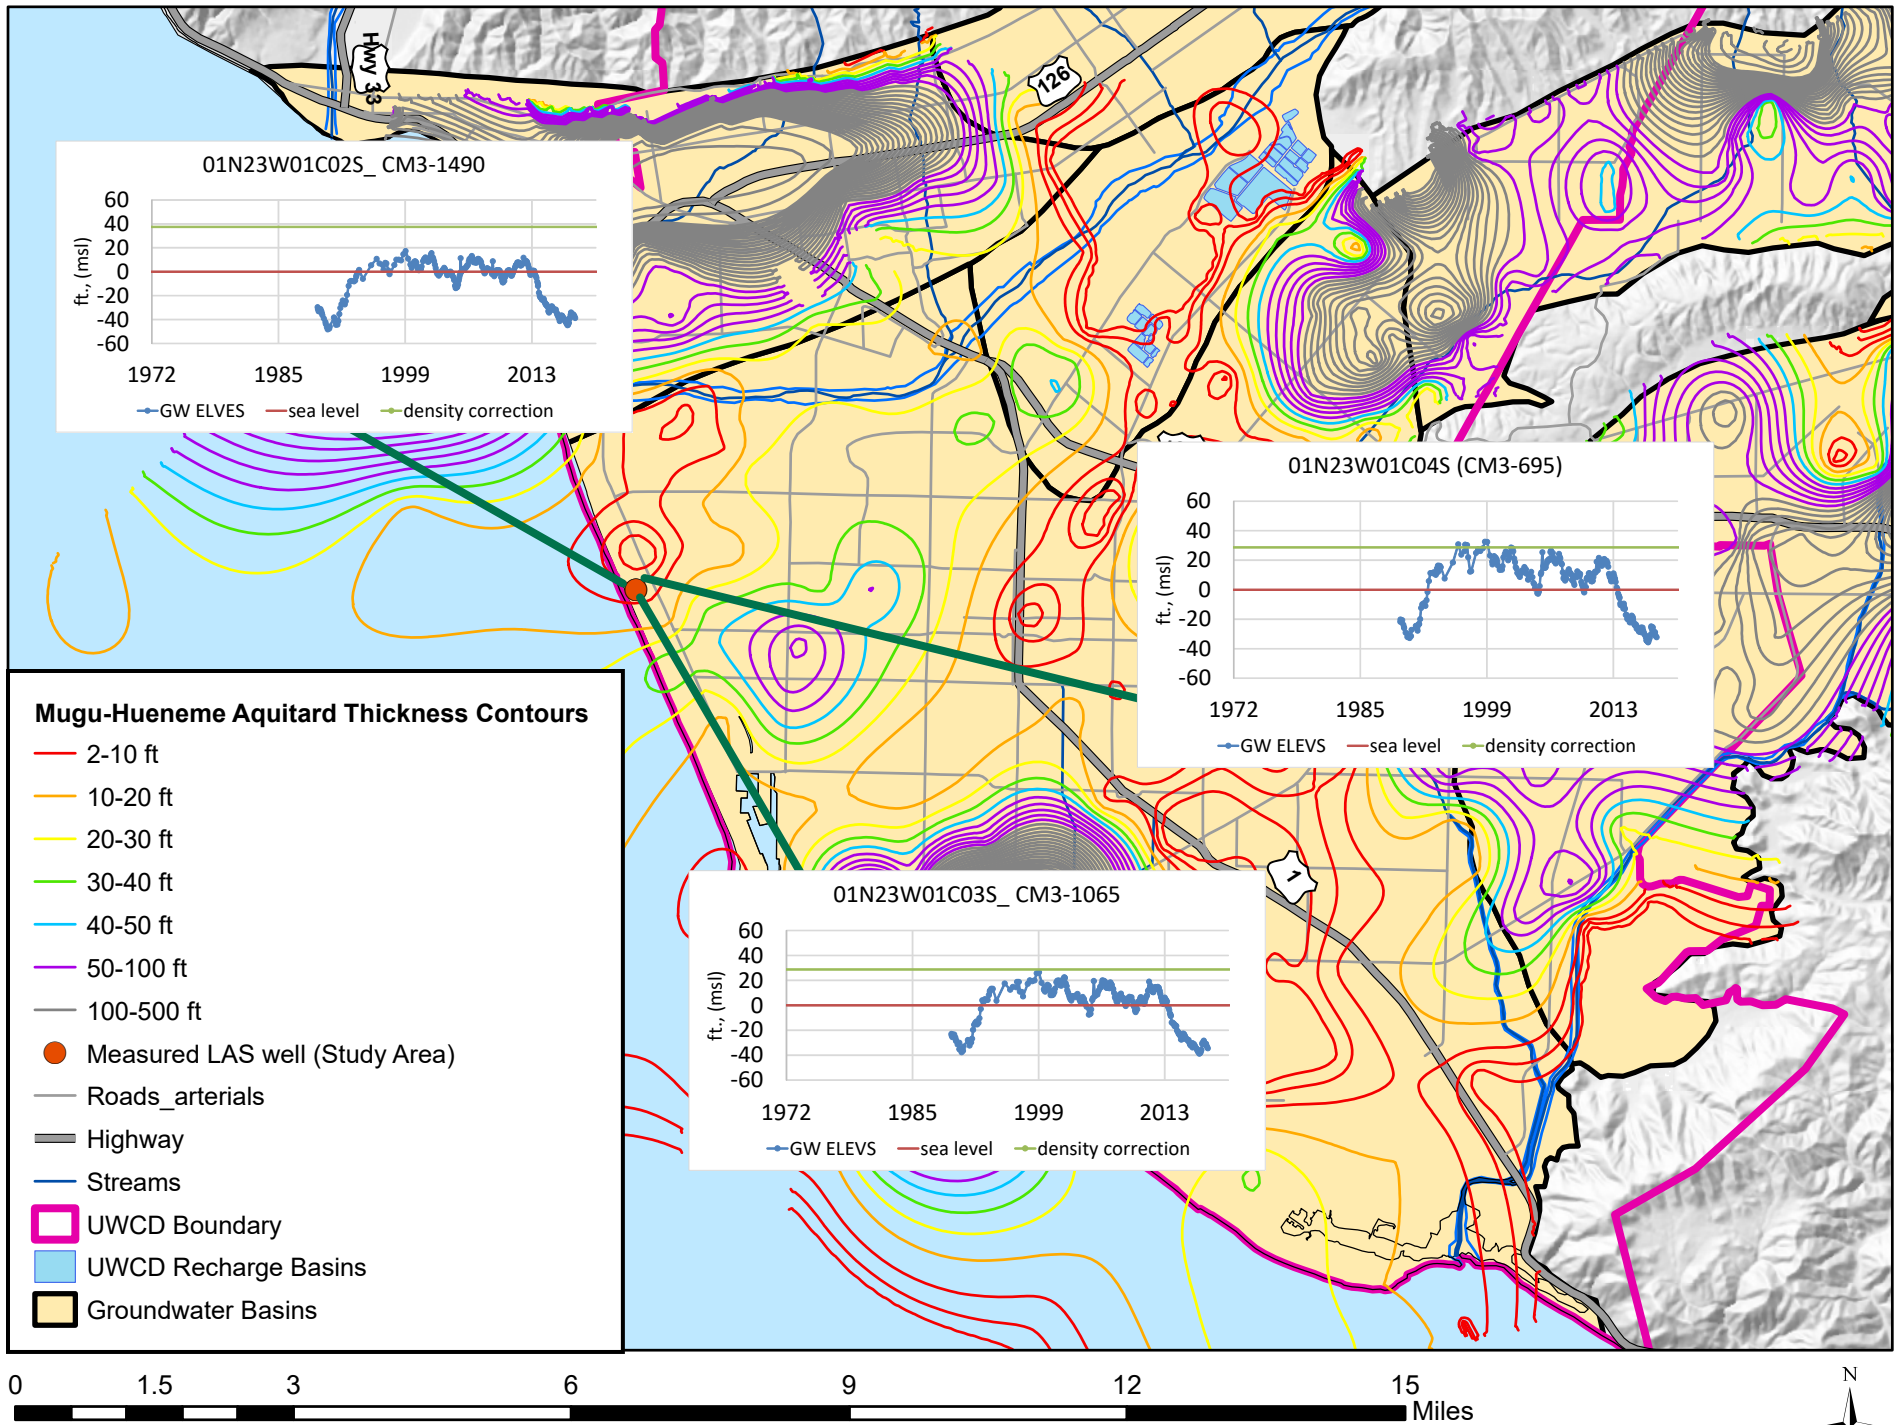 Hwy 33
126
01N23W01C02S_ CM3-1490
60
40
20
0
-20
-40
-60
ft., (msl)
1972 1985 1999 2013
GW ELVES sea level density correction
01N23W01C04S (CM3-695)
60
40
20
0
-20
-40
-60
ft., (msl)
1972 1985 1999 2013
GW ELEVS sea level density correction
1
01N23W01C03S_ CM3-1065
60
40
20
0
-20
-40
-60
ft., (msl)
1972 1985 1999 2013
GW ELEVS sea level density correction
Mugu-Hueneme Aquitard Thickness Contours
2-10 ft
10-20 ft
20-30 ft
30-40 ft
40-50 ft
50-100 ft
100-500 ft
Measured LAS well (Study Area)
Roads_arterials
Highway
Streams
UWCD Boundary
UWCD Recharge Basins
Groundwater Basins
0 1.5 3 6 9 12 15
Miles
N